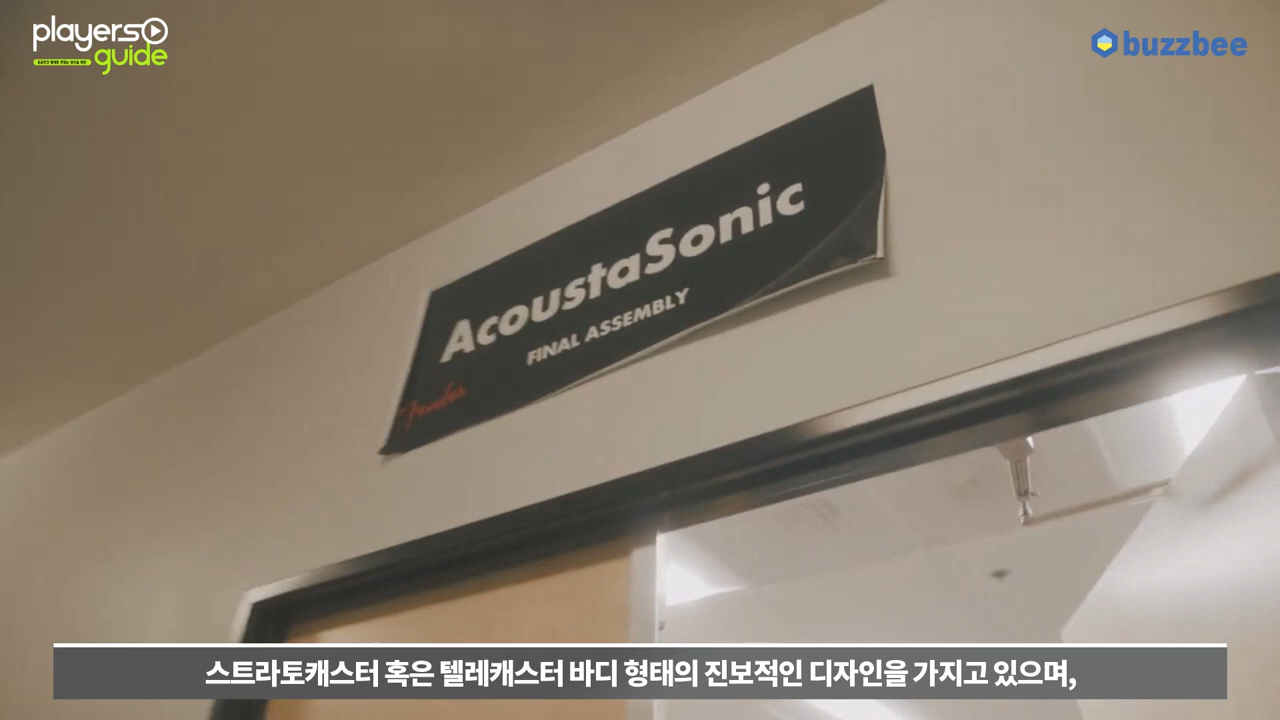 players
guide
buzzbee
AcoustaSonic
FINAL ASSEMBLY
Fender
스트라토캐스터 혹은 텔레캐스터 바디 형태의 진보적인 디자인을 가지고 있으며,